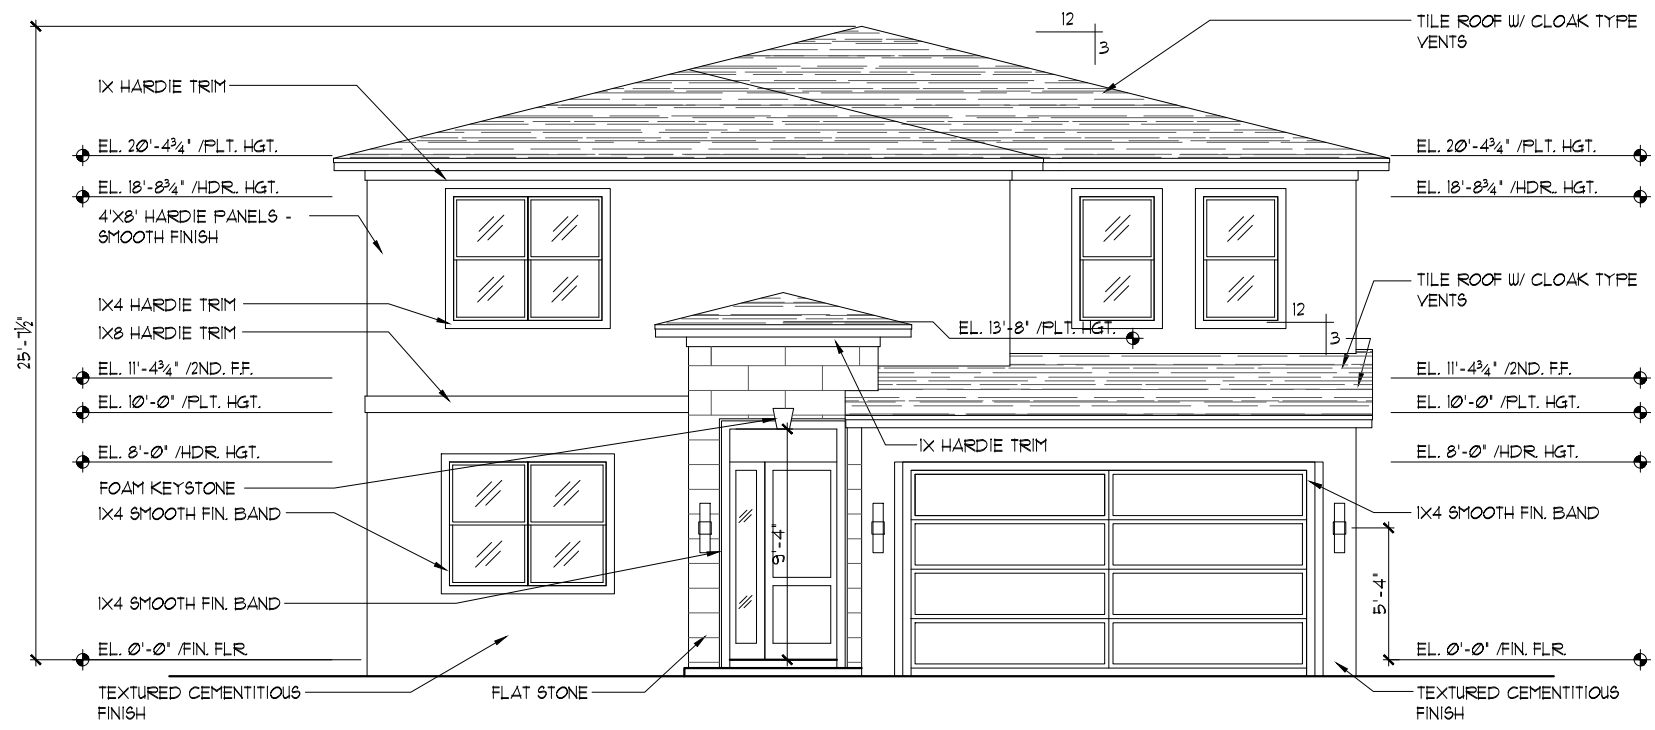 12
3
TILE ROOF W/ CLOAK TYPE
VENTS
1X HARDIE TRIM
EL. 20'-4¾" /PLT. HGT.
EL. 20'-4¾" /PLT. HGT.
EL. 18'-8¾" /HDR. HGT.
EL. 18'-8¾" /HDR. HGT.
4'X8' HARDIE PANELS -
SMOOTH FINISH
TILE ROOF W/ CLOAK TYPE
VENTS
1X4 HARDIE TRIM
12
3
EL. 13'-8" /PLT. HGT.
1X8 HARDIE TRIM
25'-7½"
EL. 11'-4¾" /2ND. F.F.
EL. 11'-4¾" /2ND. F.F.
EL. 10'-0" /PLT. HGT.
EL. 10'-0" /PLT. HGT.
1X HARDIE TRIM
EL. 8'-0" /HDR. HGT.
EL. 8'-0" /HDR. HGT.
FOAM KEYSTONE
1X4 SMOOTH FIN. BAND
1X4 SMOOTH FIN. BAND
9'-4"
5'-4"
1X4 SMOOTH FIN. BAND
EL. 0'-0" /FIN. FLR.
EL. 0'-0" /FIN. FLR.
TEXTURED CEMENTITIOUS
FINISH
FLAT STONE
TEXTURED CEMENTITIOUS
FINISH